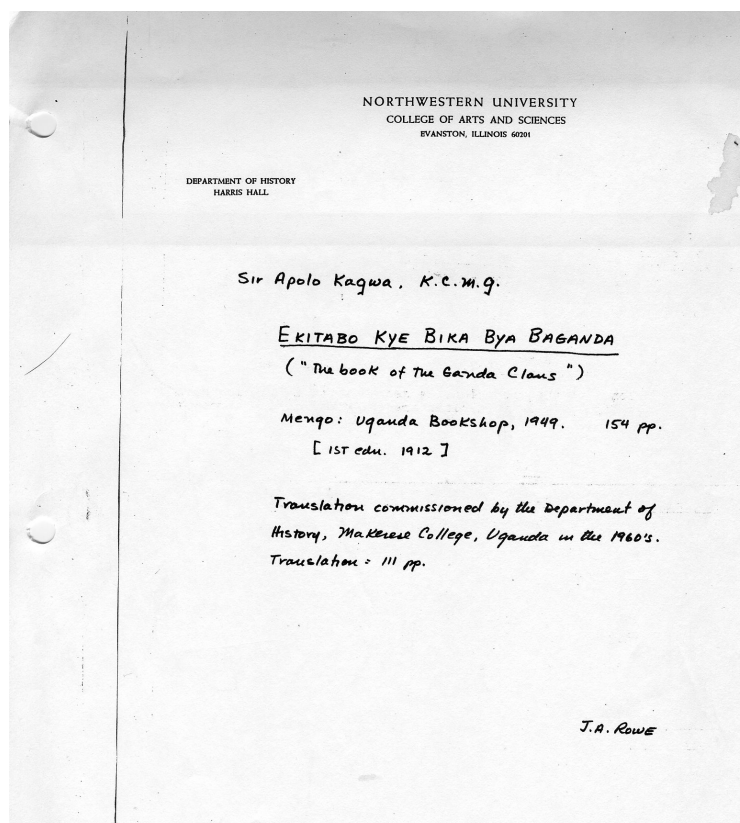 NORTHWESTERN UNIVERSITY
COLLEGE OF ARTS AND SCIENCES
EVANSTON, ILLINOIS 60201
DEPARTMENT OF HISTORY
HARRIS HALL
Sir Apolo Kagwa, K.C.M.G.
EKITABO KYE BIKA BYA BAGANDA
("The book of The Ganda Clans")
Mengo: Uganda Bookshop, 1949. 154 pp.
[1ST edn. 1912]
Translation commissioned by the Department of
History, Makerere College, Uganda in the 1960's.
Translation = 111 pp.
J.A. ROWE